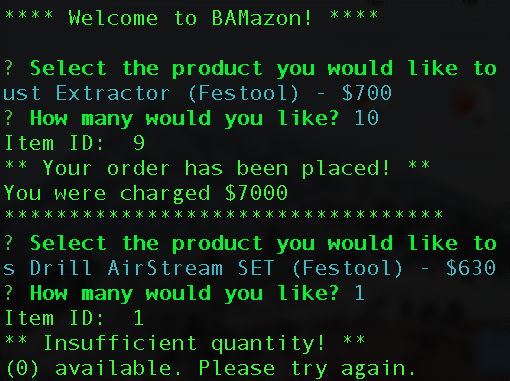 **** Welcome to BAMazon! ****
? Select the product you would like to
ust Extractor (Festool) - $700
? How many would you like? 10
Item ID:  9
** Your order has been placed! **
You were charged $7000
**********************************
? Select the product you would like to
s Drill AirStream SET (Festool) - $630
? How many would you like? 1
Item ID:  1
** Insufficient quantity! **
(0) available. Please try again.